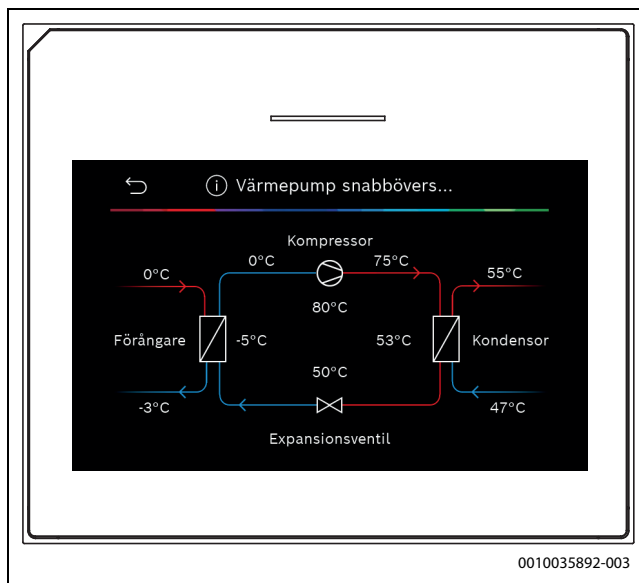 Värmepump snabbövers...
Kompressor
0°C 0°C 75°C 55°C
80°C
Förångare -5°C 53°C Kondensor
50°C
-3°C 47°C
Expansionsventil
0010035892-003